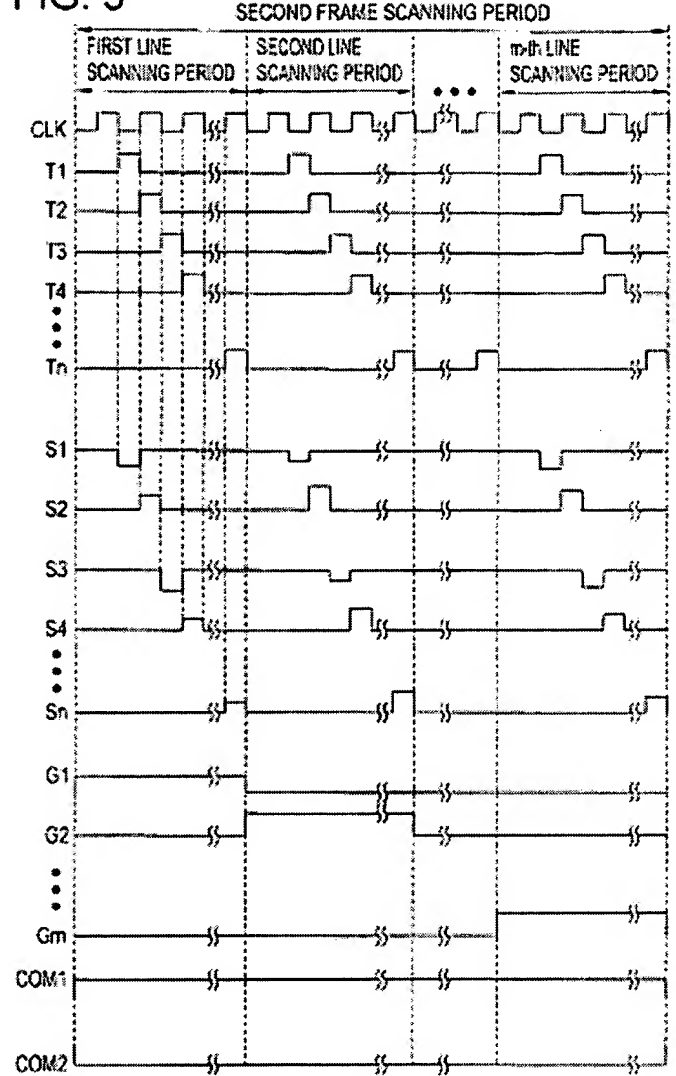 SECOND FRAME SCANNING PERIOD
FIRST LINE SCANNING PERIOD
SECOND LINE SCANNING PERIOD
m-th LINE SCANNING PERIOD
CLK
T1
T2
T3
T4
Tn
S1
S2
S3
S4
Sn
G1
G2
Gm
COM1
COM2